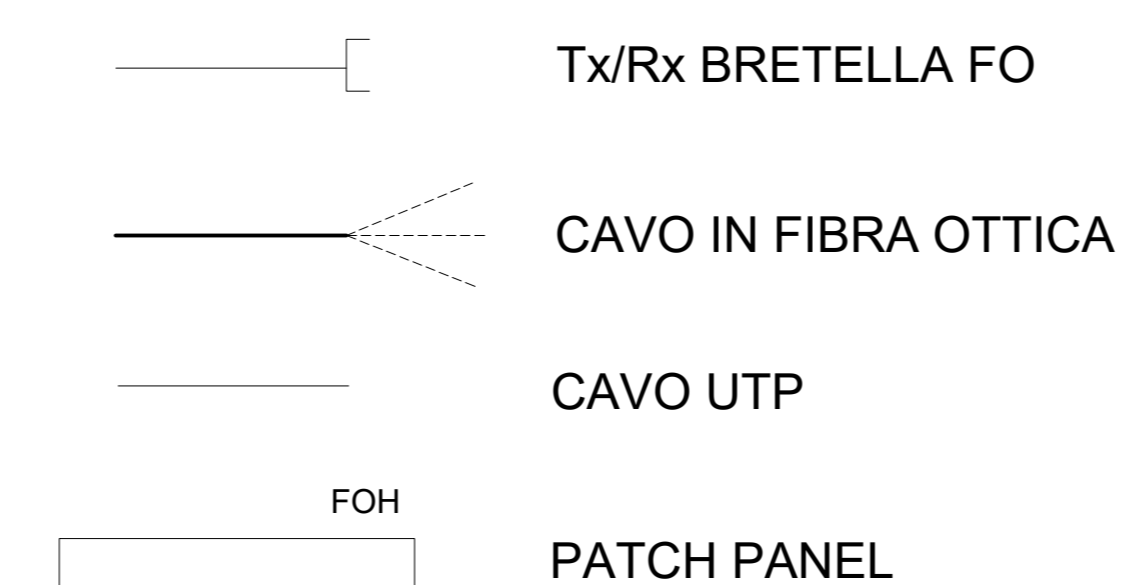 Tx/Rx BRETELLA FO
CAVO IN FIBRA OTTICA
CAVO UTP
FOH
PATCH PANEL